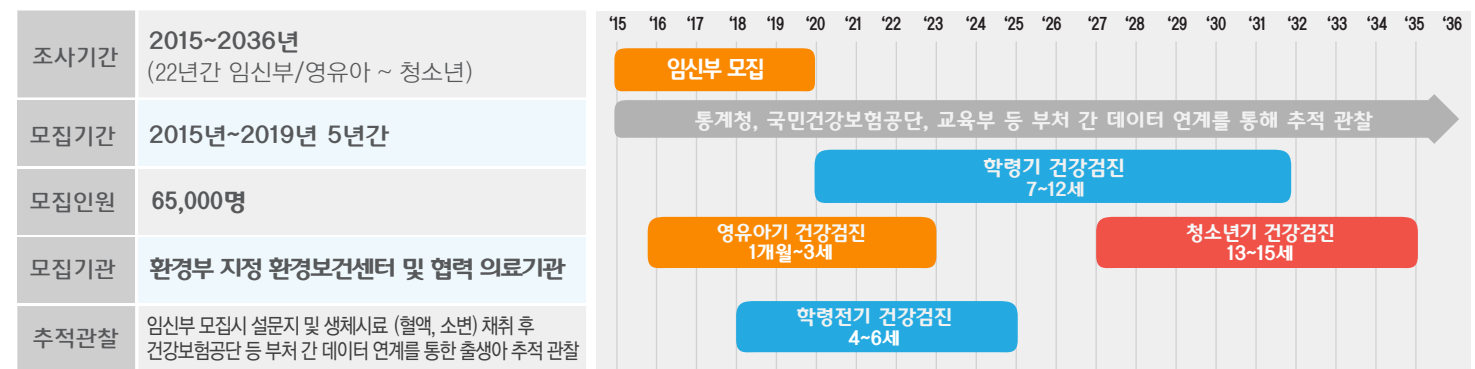 조사기간
2015~2036년
(22년간 임신부/영유아 ~ 청소년)
모집기간
2015년~2019년 5년간
모집인원
65,000명
모집기관
환경부 지정 환경보건센터 및 협력 의료기관
추적관찰
임신부 모집시 설문지 및 생체시료 (혈액, 소변) 채취 후
건강보험공단 등 부처 간 데이터 연계를 통한 출생아 추적 관찰
‘15 ‘16 ‘17 ‘18 ‘19 ‘20 ‘21 ‘22 ‘23 ‘24 ‘25 ‘26 ‘27 ‘28 ‘29 ‘30 ‘31 ‘32 ‘33 ‘34 ‘35 ‘36
임신부 모집
통계청, 국민건강보험공단, 교육부 등 부처 간 데이터 연계를 통해 추적 관찰
학령기 건강검진
7~12세
영유아기 건강검진
1개월~3세
청소년기 건강검진
13~15세
학령전기 건강검진
4~6세